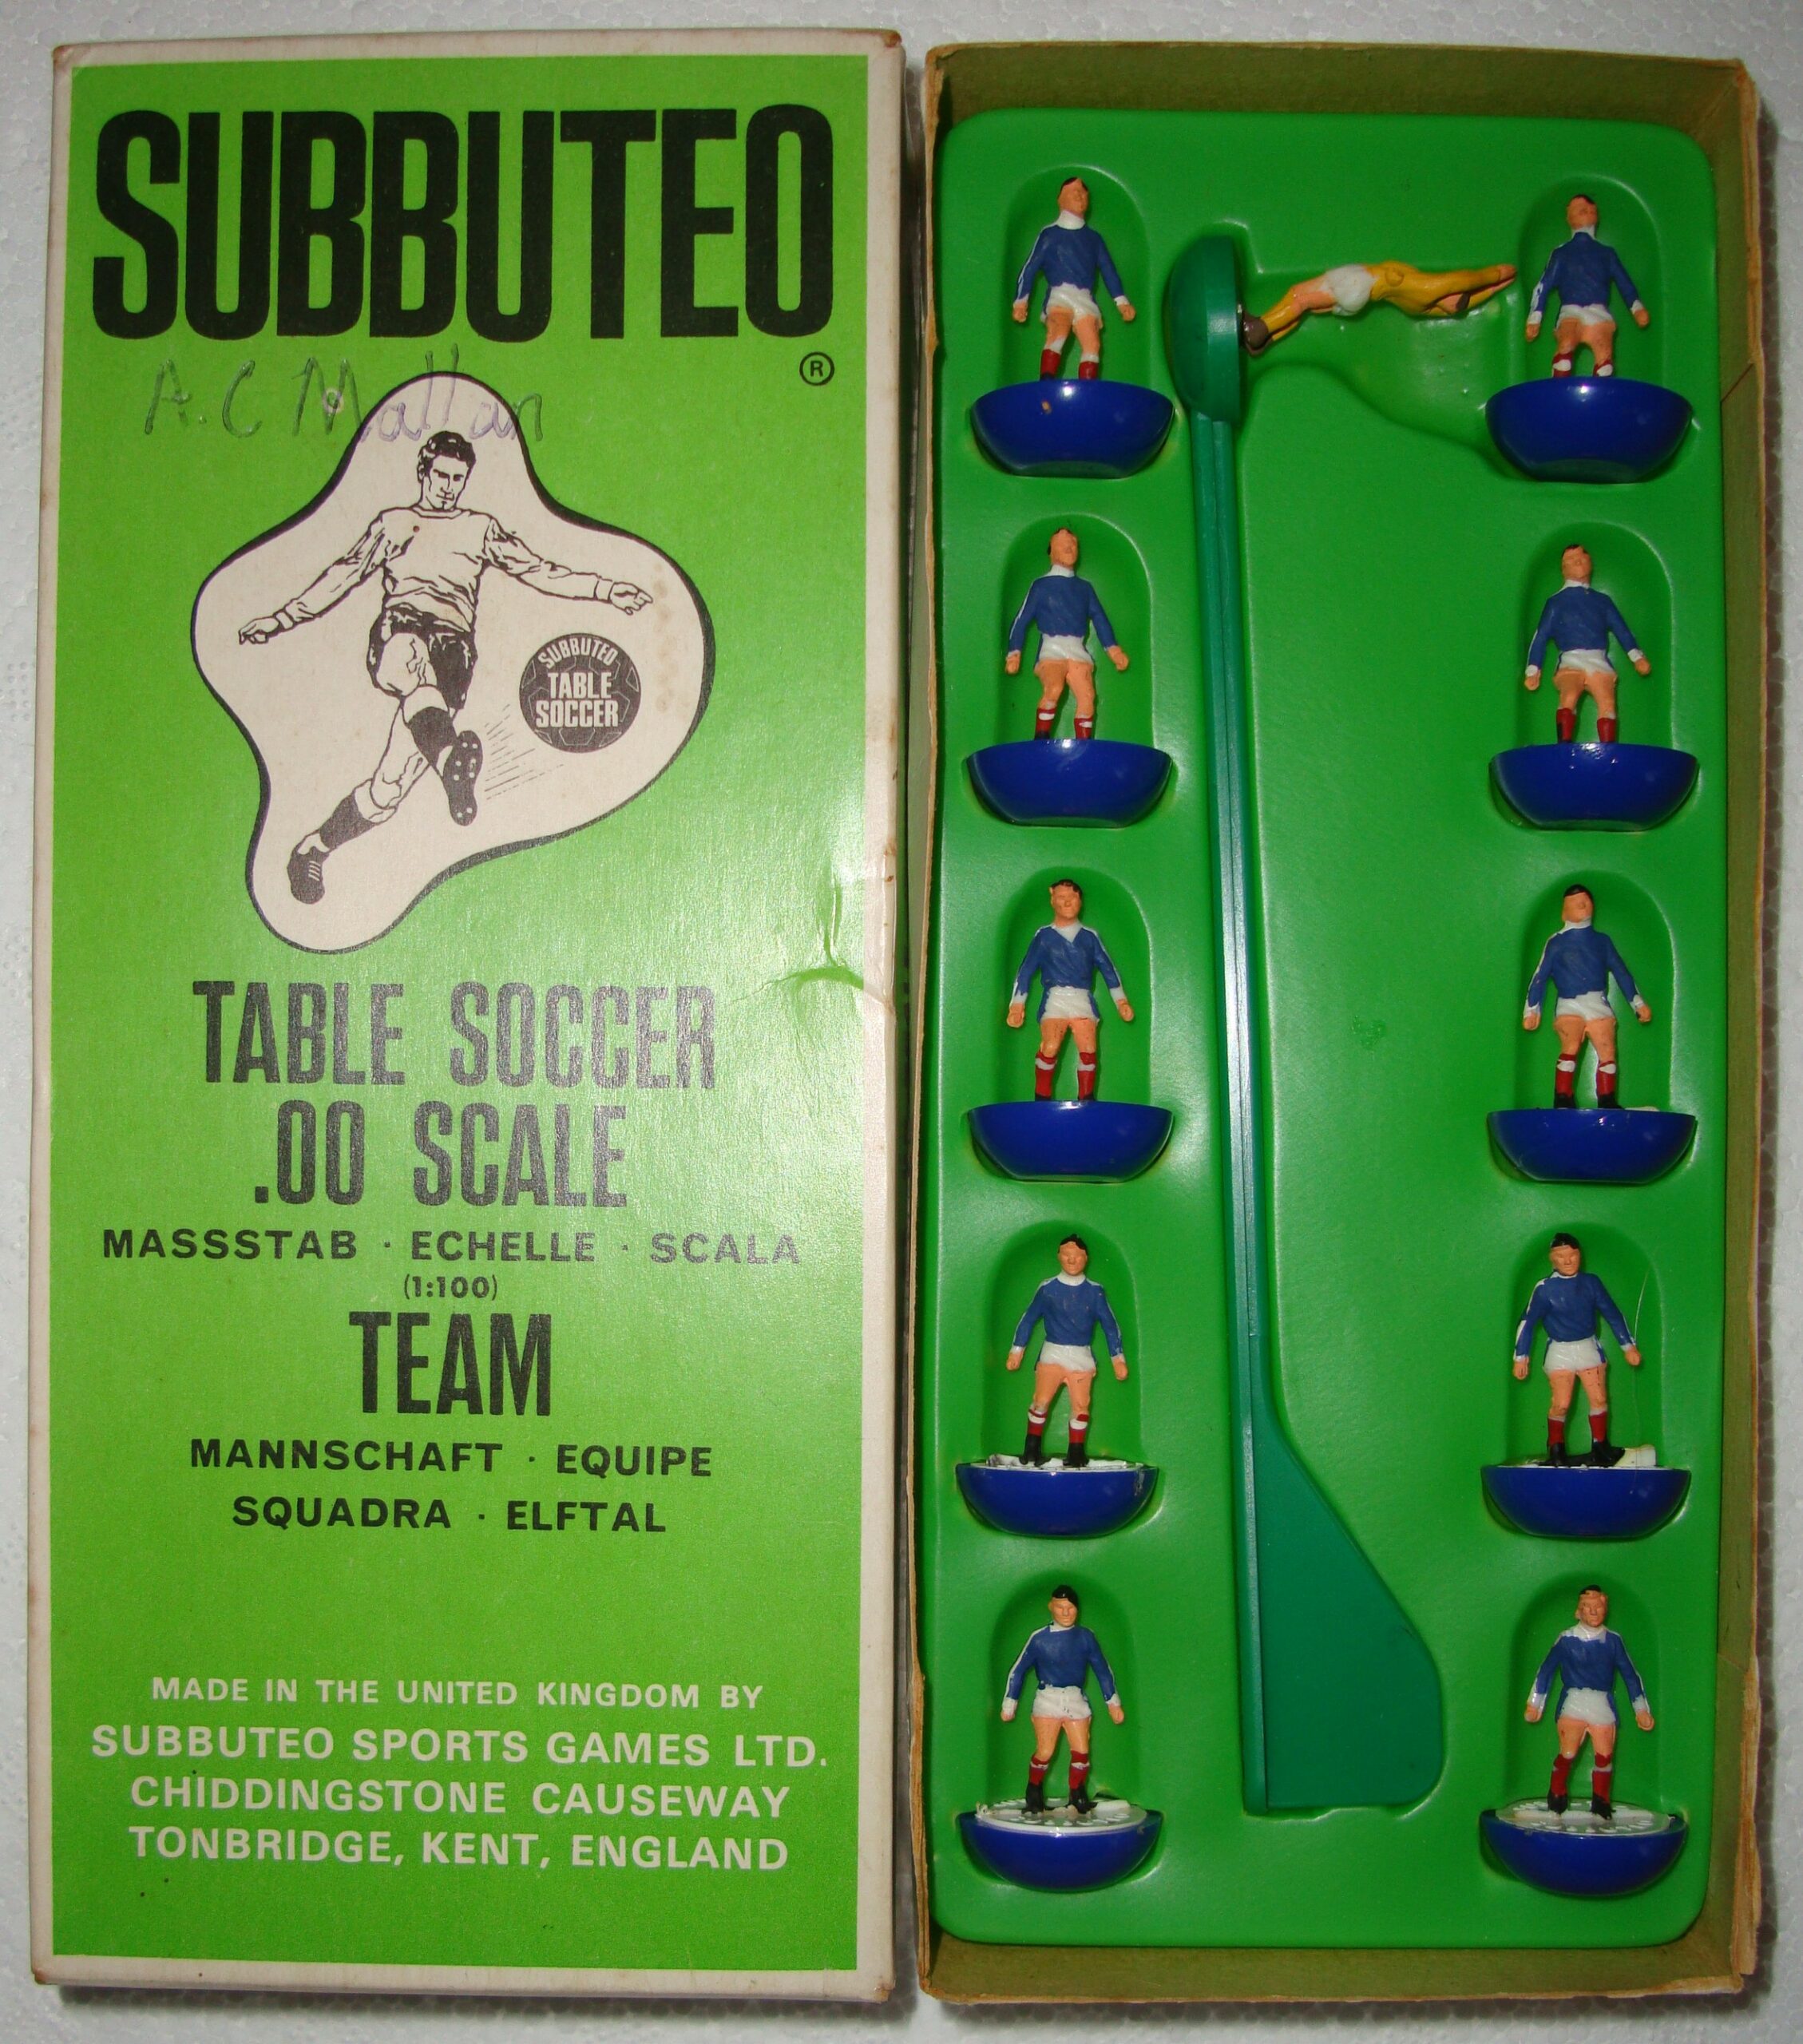 SUBBUTEO
®
A.C Mallan
SUBBUTEO
TABLE
SOCCER
TABLE SOCCER
.00 SCALE
MASSSTAB · ECHELLE · SCALA
(1:100)
TEAM
MANNSCHAFT · EQUIPE
SQUADRA · ELFTAL
MADE IN THE UNITED KINGDOM BY
SUBBUTEO SPORTS GAMES LTD.
CHIDDINGSTONE CAUSEWAY
TONBRIDGE, KENT, ENGLAND